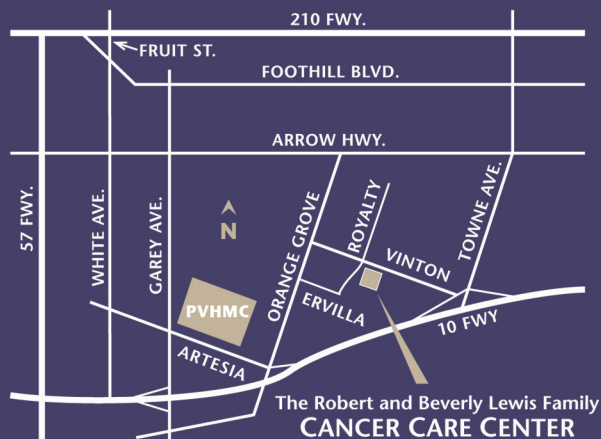 210 FWY.
FRUIT ST.
FOOTHILL BLVD.
ARROW HWY.
57 FWY.
WHITE AVE.
GAREY AVE.
N
ORANGE GROVE
ROYALTY
VINTON
TOWNE AVE.
ERVILLA
PVHMC
ARTESIA
10 FWY
The Robert and Beverly Lewis Family
CANCER CARE CENTER